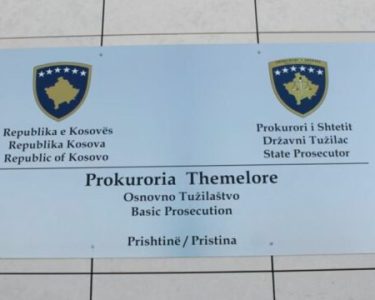 Republika e Kosovës
Republika Kosova
Republic of Kosovo
Prokurori i Shtetit
Državni Tužilac
State Prosecutor
Prokuroria Themelore
Osnovno Tužilaštvo
Basic Prosecution
Prishtinë / Pristina